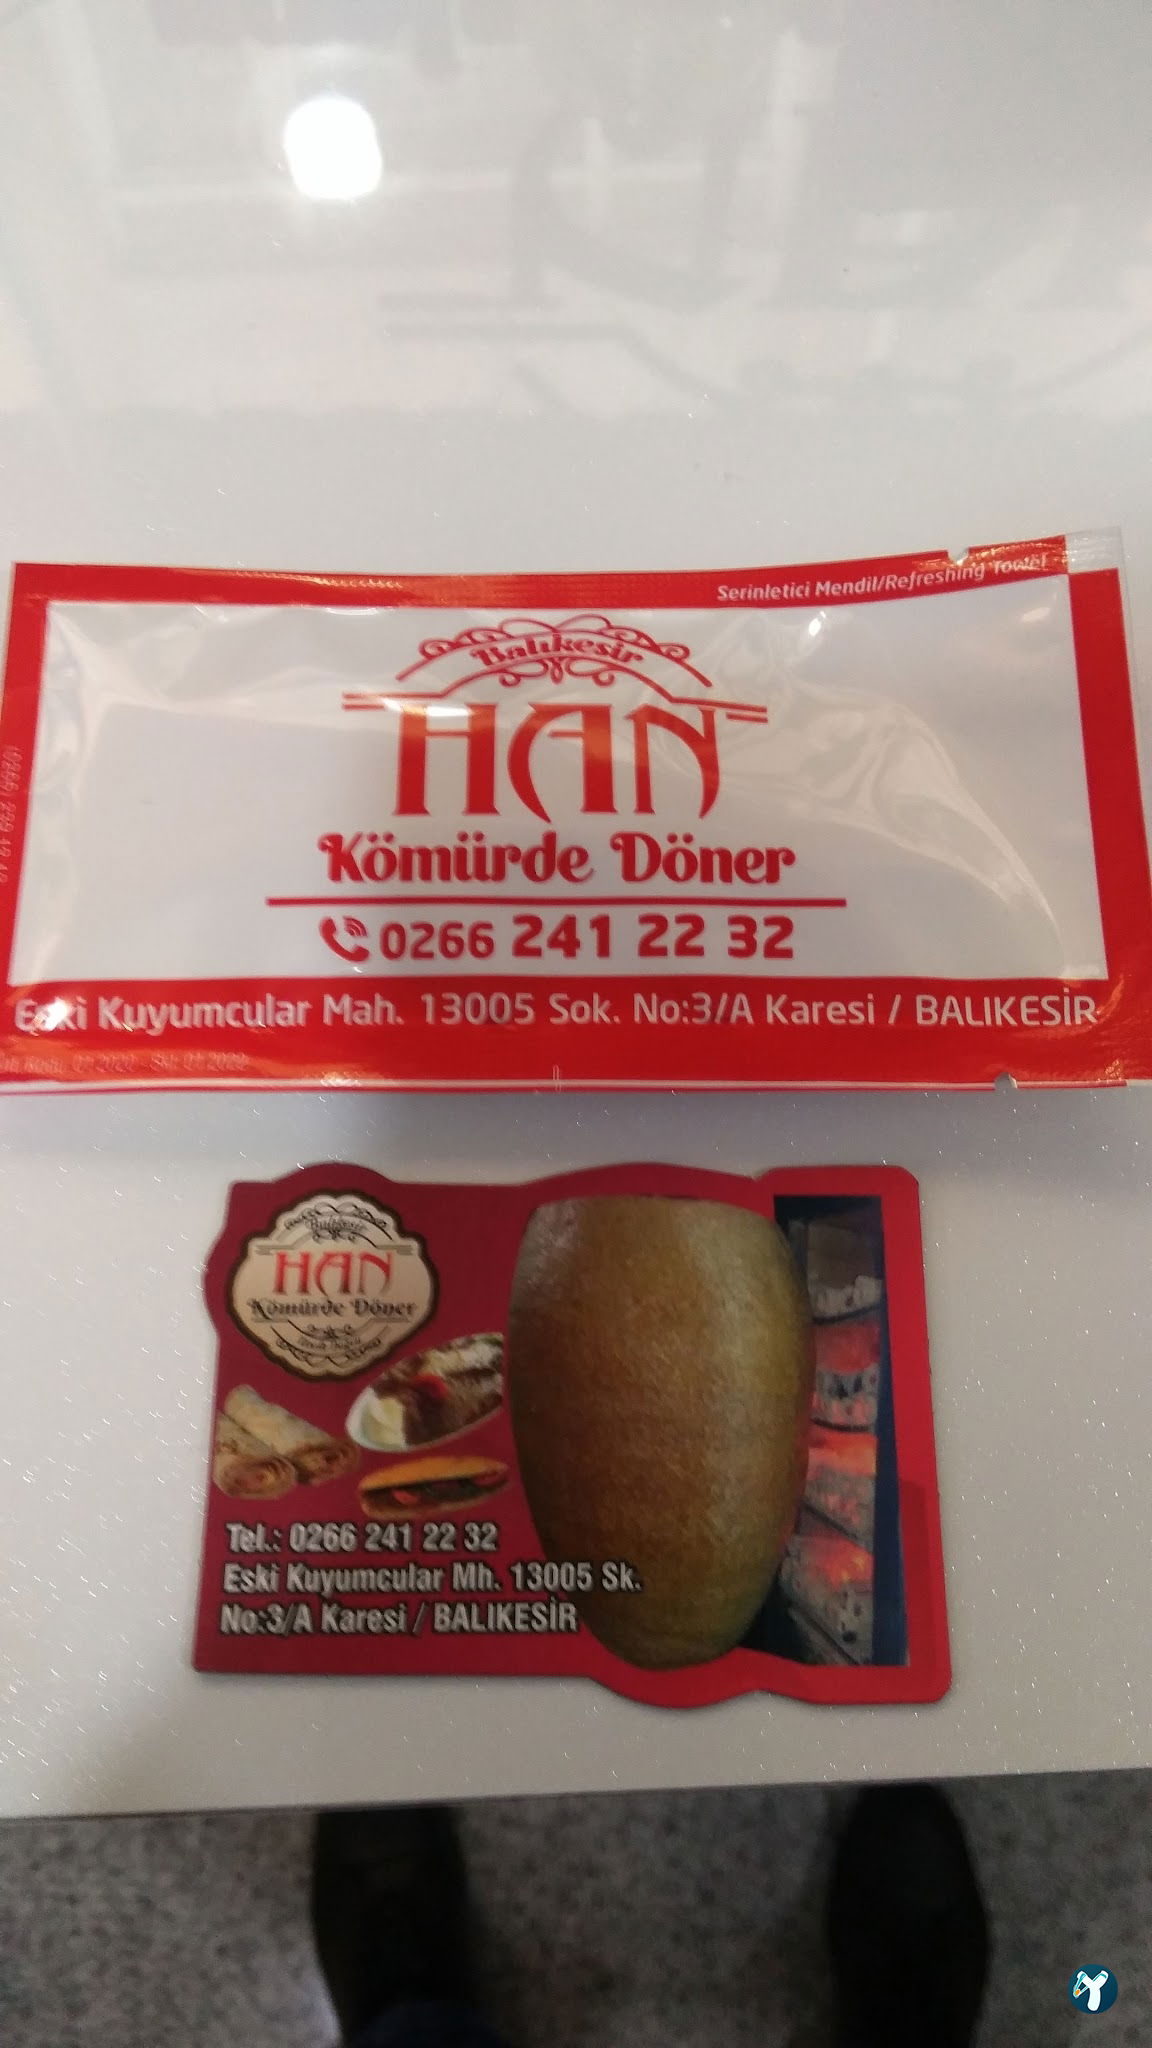 Serinletici Mendil/Refreshing Towel
Balıkesir
HAN
Kömürde Döner
0266 241 22 32
Eski Kuyumcular Mah. 13005 Sok. No:3/A Karesi / BALIKESİR
Balıkesir
HAN
Kömürde Döner
Tel.: 0266 241 22 32
Eski Kuyumcular Mh. 13005 Sk.
No:3/A Karesi / BALIKESİR